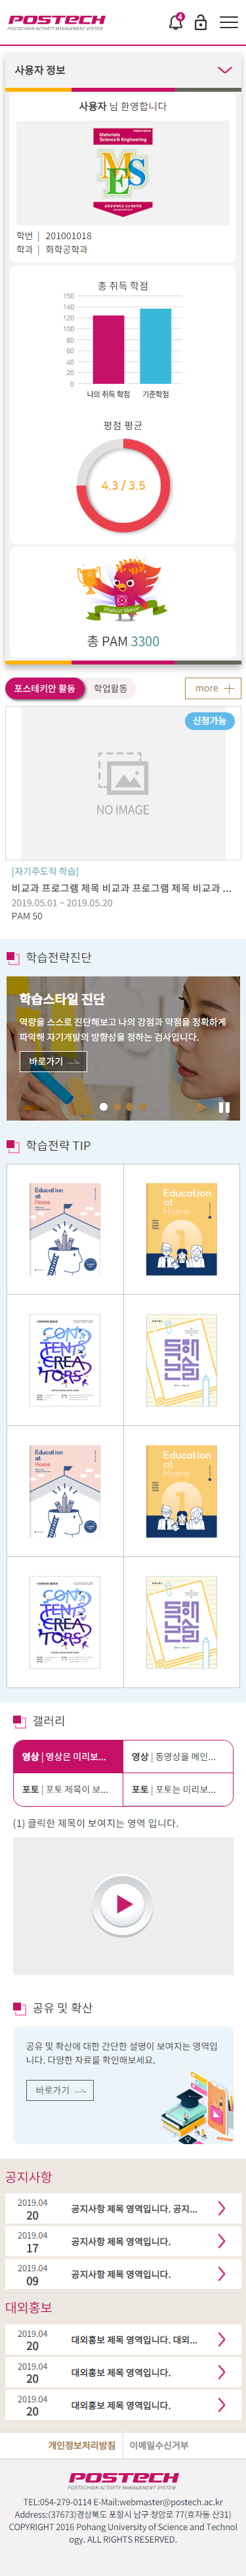 POSTECH
POSTECHIAN ACTIVITY MANAGEMENT SYSTEM
4
사용자 정보
사용자 님 환영합니다
Materials
Science & Engineering
MES
학번 | 201001018
학과 | 화학공학과
총 취득 학점
150
140
120
100
80
60
40
20
0
나의 취득 학점 기준학점
평점 평균
4.3 / 3.5
총 PAM 3300
포스테키안 활동 학업활동 more
신청가능
NO IMAGE
[자기주도적 학습]
비교과 프로그램 제목 비교과 프로그램 제목 비교과 ...
2019.05.01 ~ 2019.05.20
PAM 50
학습전략진단
학습스타일 진단
역량을 스스로 진단해보고 나의 강점과 약점을 정확하게
파악해 자기개발의 방향성을 정하는 검사입니다.
바로가기
학습전략 TIP
Education
at
Home
Education
at
Home
1
CON
TENTS
CREA
TORS
Education
at
Home
Education
at
Home
1
CON
TENTS
CREA
TORS
갤러리
영상 | 영상은 미리보...
영상 | 동영상을 메인...
포토 | 포토 제목이 보...
포토 | 포토는 미리보...
(1) 클릭한 제목이 보여지는 영역 입니다.
공유 및 확산
공유 및 확산에 대한 간단한 설명이 보여지는 영역입
니다. 다양한 자료를 확인해보세요.
바로가기
공지사항
2019.04
20
공지사항 제목 영역입니다. 공지...
2019.04
17
공지사항 제목 영역입니다.
2019.04
09
공지사항 제목 영역입니다.
대외홍보
2019.04
20
대외홍보 제목 영역입니다. 대외...
2019.04
20
대외홍보 제목 영역입니다.
2019.04
20
대외홍보 제목 영역입니다.
개인정보처리방침 이메일수신거부
POSTECH
POSTECHIAN ACTIVITY MANAGEMENT SYSTEM
TEL:054-279-0114 E-Mail:webmaster@postech.ac.kr
Address:(37673)경상북도 포항시 남구 청암로 77(효자동 산31)
COPYRIGHT 2016 Pohang University of Science and Technol
ogy. ALL RIGHTS RESERVED.